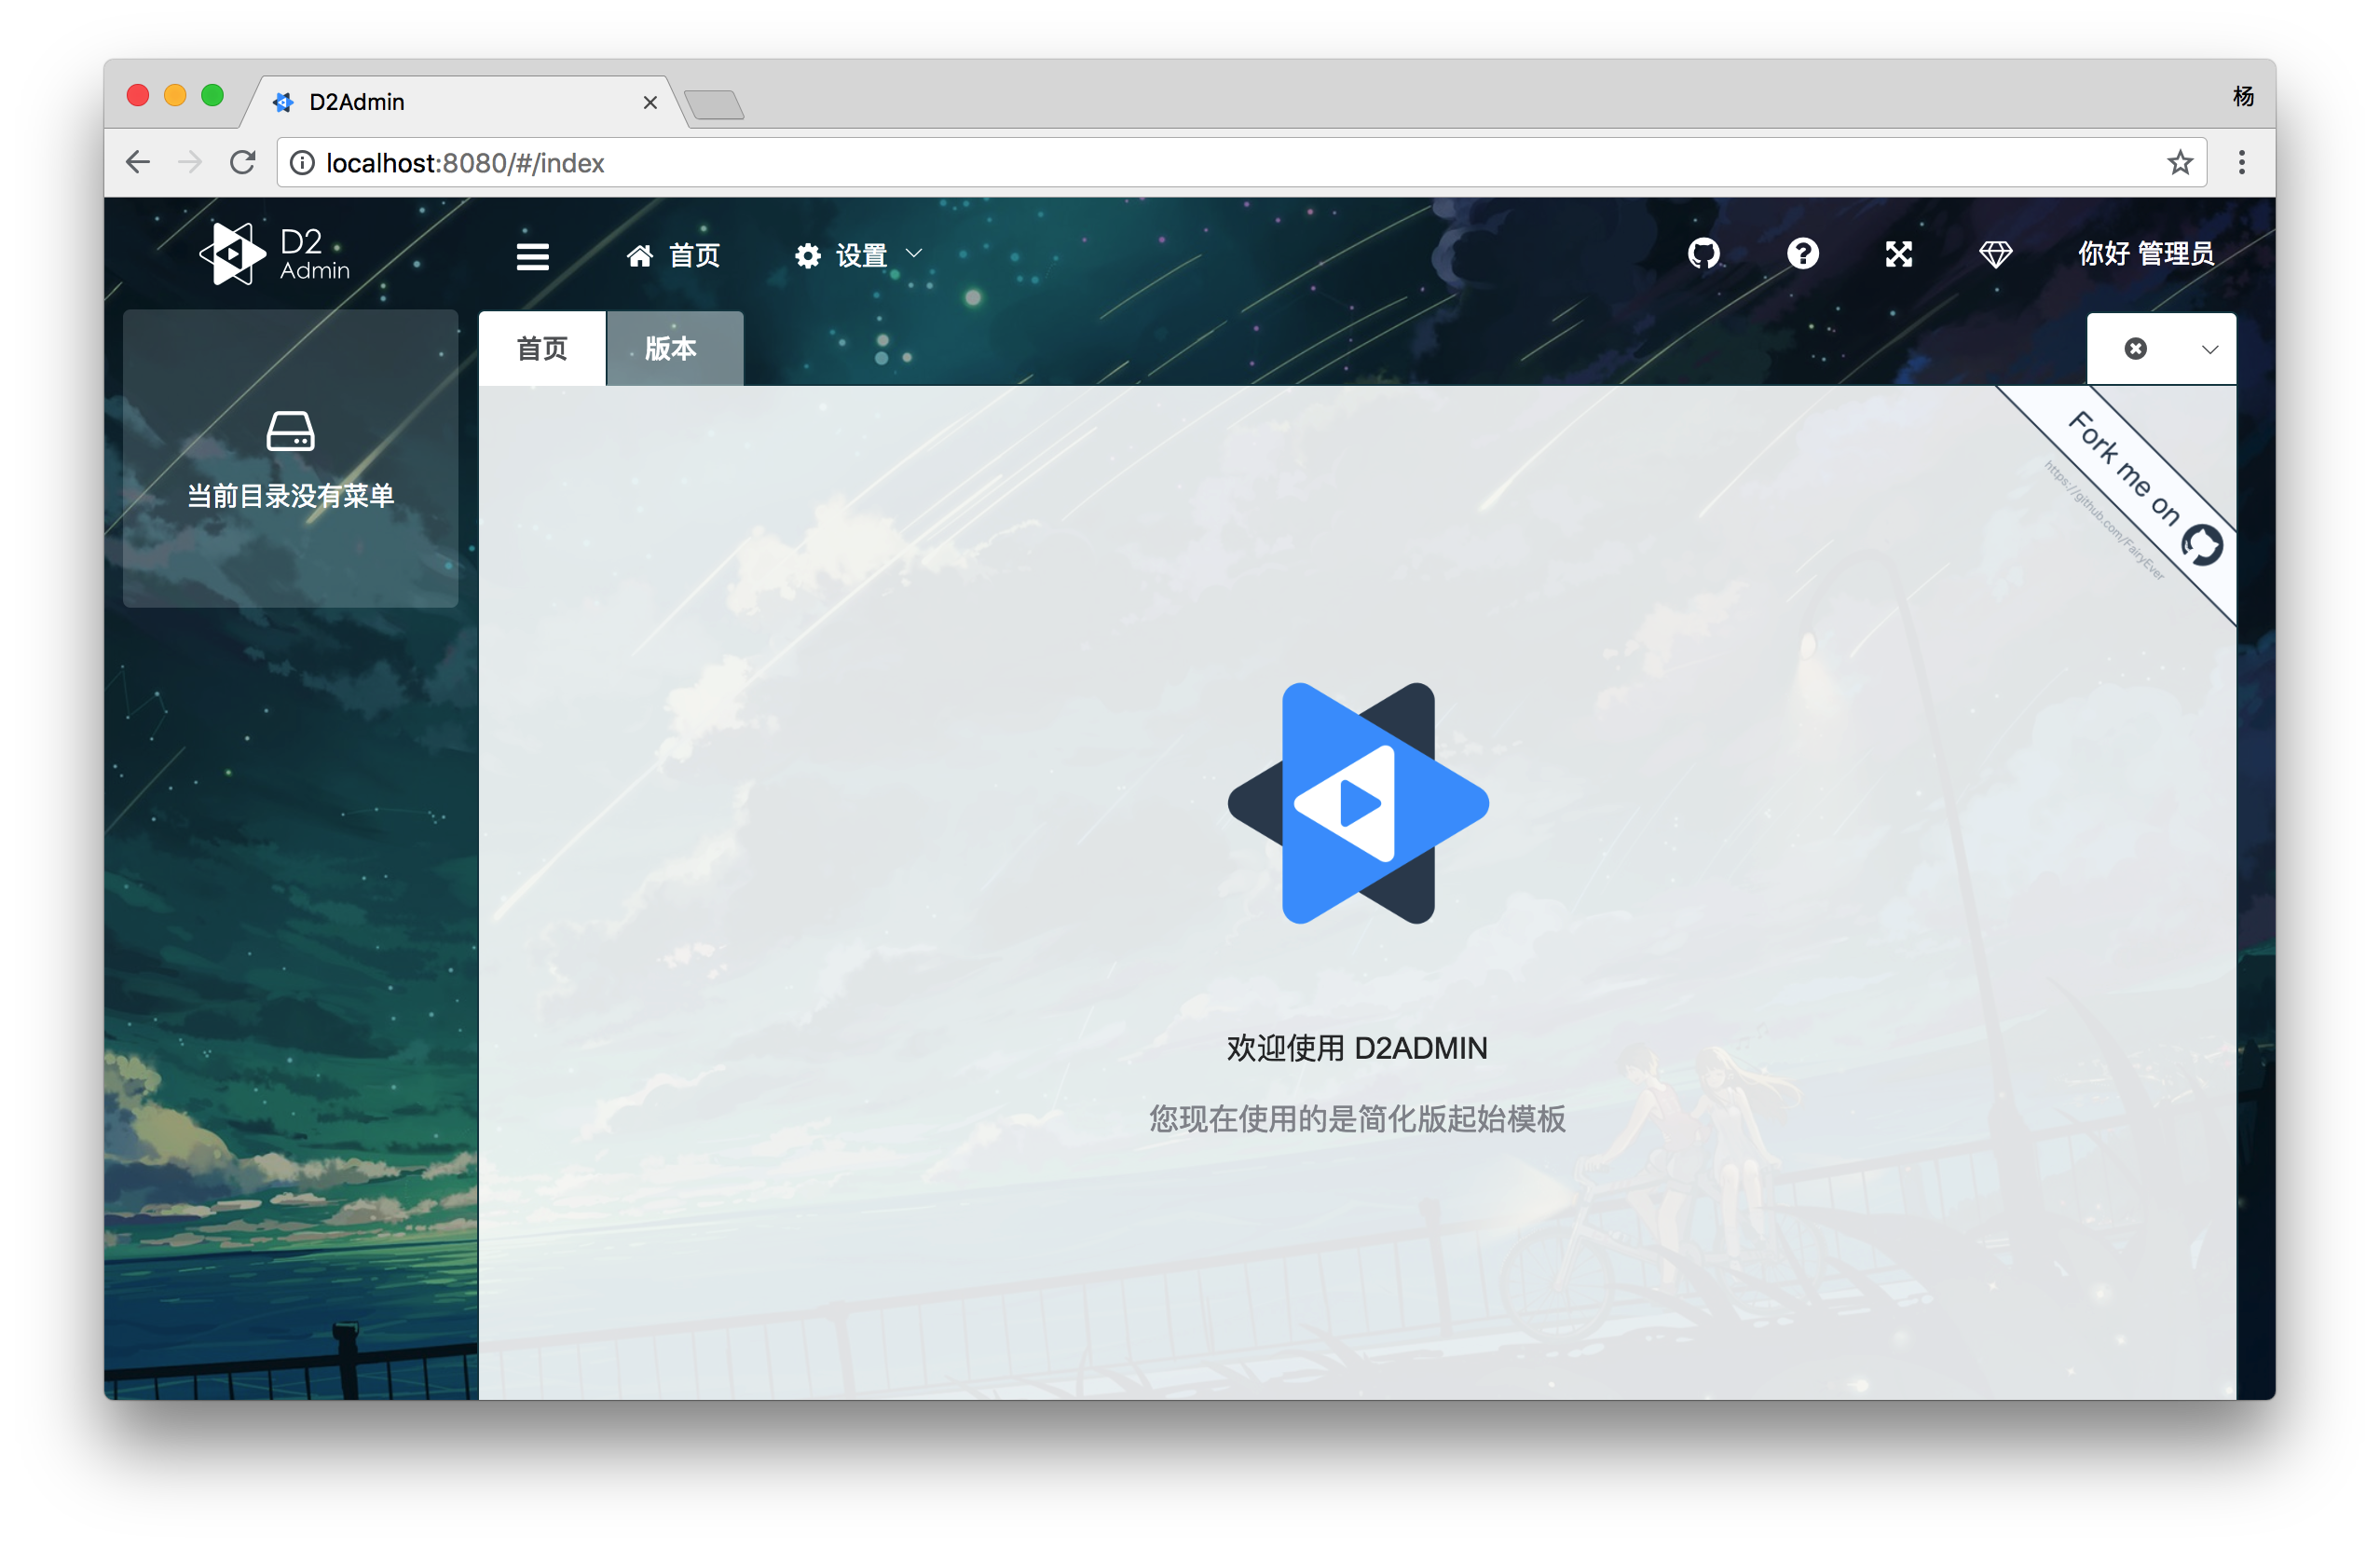 D2Admin
杨
localhost:8080/#/index
D2
Admin
首页
设置
你好 管理员
首页
版本
当前目录没有菜单
Fork me on
https://github.com/FairyEver
欢迎使用 D2ADMIN
您现在使用的是简化版起始模板